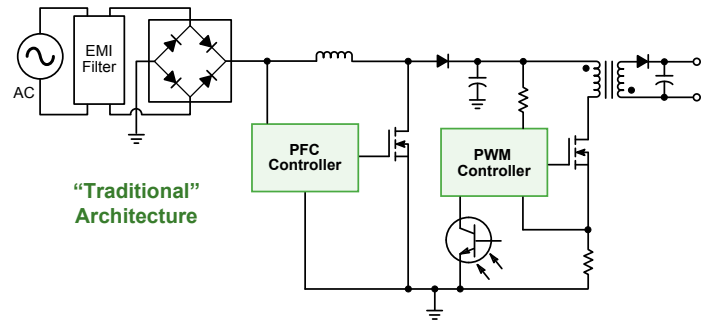 EMI
Filter
AC
PFC
Controller
PWM
Controller
“Traditional”
Architecture